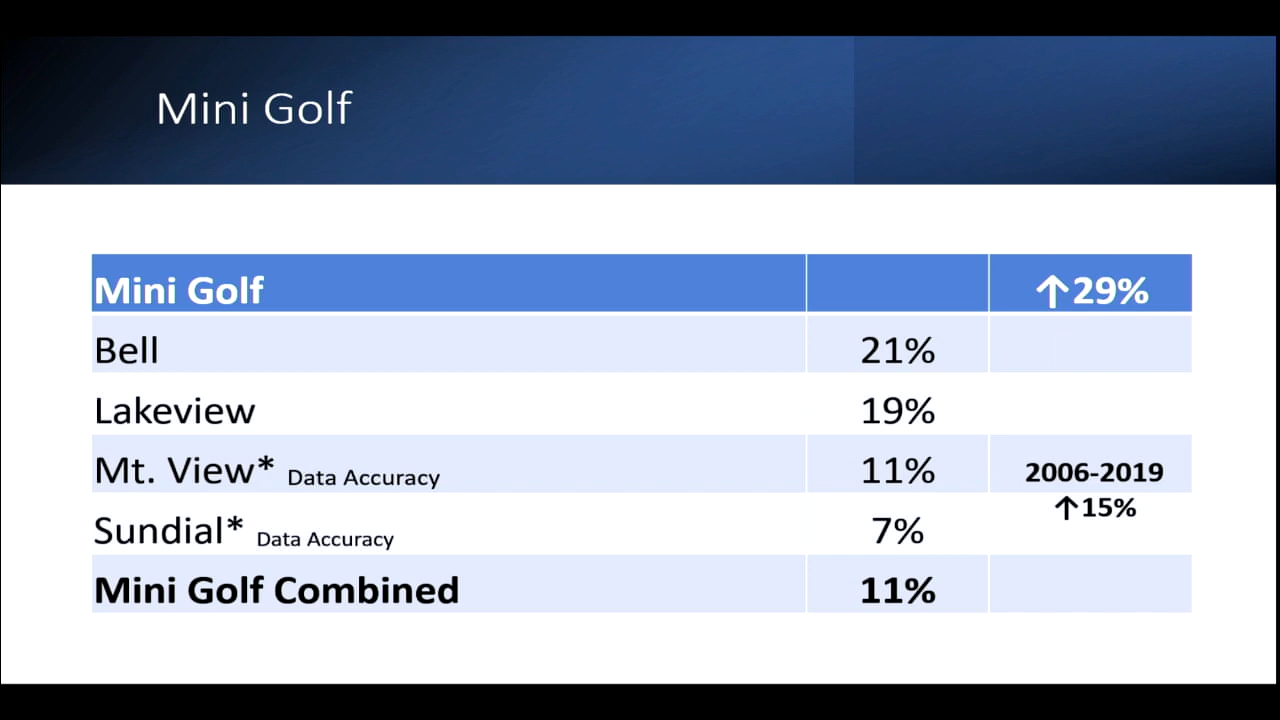 Mini Golf
Mini Golf ↑29%
Bell 21%
Lakeview 19%
Mt. View* Data Accuracy 11% 2006-2019
↑15%
Sundial* Data Accuracy 7%
Mini Golf Combined 11%